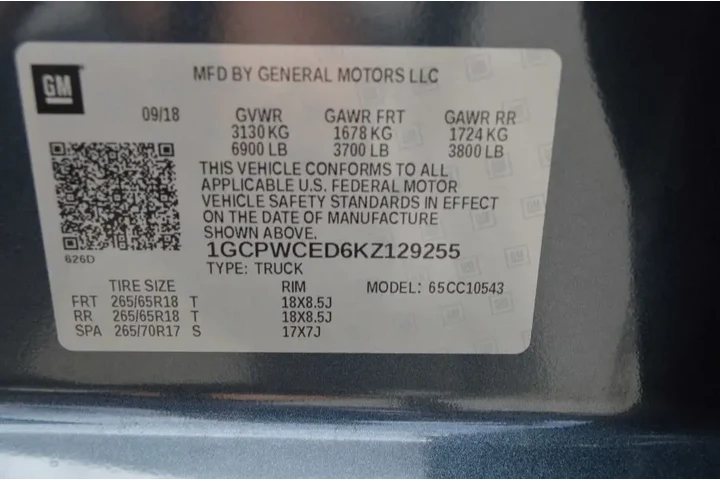 GM
MFD BY GENERAL MOTORS LLC
09/18 GVWR GAWR FRT GAWR RR
3130 KG 1678 KG 1724 KG
6900 LB 3700 LB 3800 LB
THIS VEHICLE CONFORMS TO ALL
APPLICABLE U.S. FEDERAL MOTOR
VEHICLE SAFETY STANDARDS IN EFFECT
ON THE DATE OF MANUFACTURE
SHOWN ABOVE.
626D
1GCPWCED6KZ129255
TYPE: TRUCK
TIRE SIZE RIM MODEL: 65CC10543
FRT 265/65R18 T 18X8.5J
RR 265/65R18 T 18X8.5J
SPA 265/70R17 S 17X7J